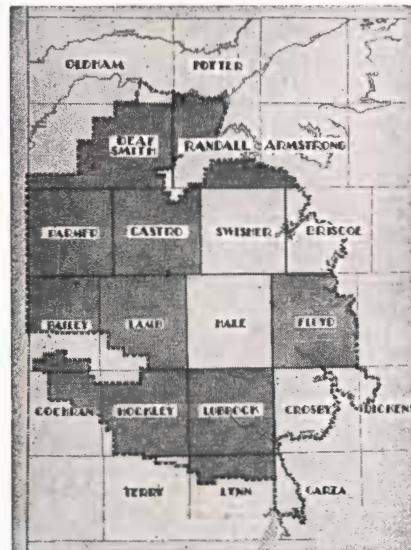 OLDHAM POTTER
DEAF
SMITH
RANDALL ARMSTRONG
PARMER CASTRO SWISHER BRISCOE
BAILEY LAMB HALE FLOYD
COCHRAN HOCKLEY LUBBOCK CROSBY DICKENS
TERRY LYNN GARZA